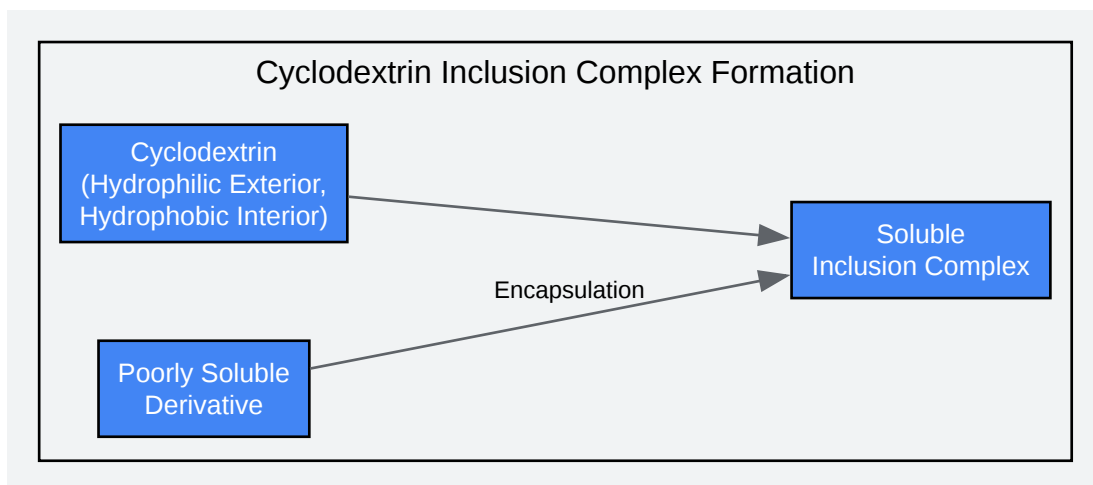 Cyclodextrin Inclusion Complex Formation
Cyclodextrin
(Hydrophilic Exterior,
Hydrophobic Interior)
Soluble
Inclusion Complex
Encapsulation
Poorly Soluble
Derivative